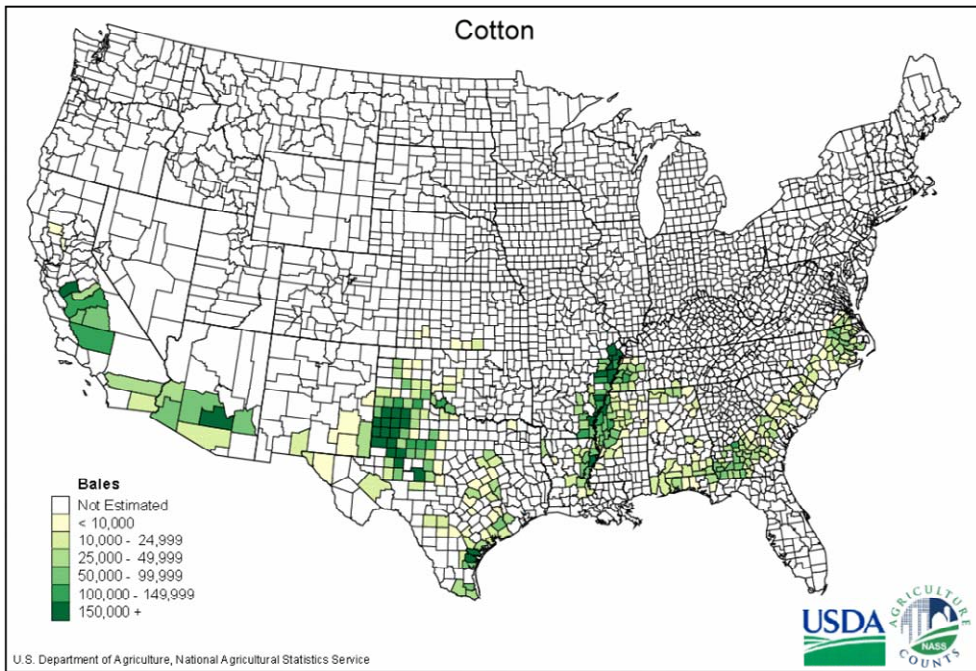 Cotton
Bales
Not Estimated
< 10,000
10,000 - 24,999
25,000 - 49,999
50,000 - 99,999
100,000 - 149,999
150,000 +
U.S. Department of Agriculture, National Agricultural Statistics Service
USDA
AGRICULTURE
NASS
COUNTS